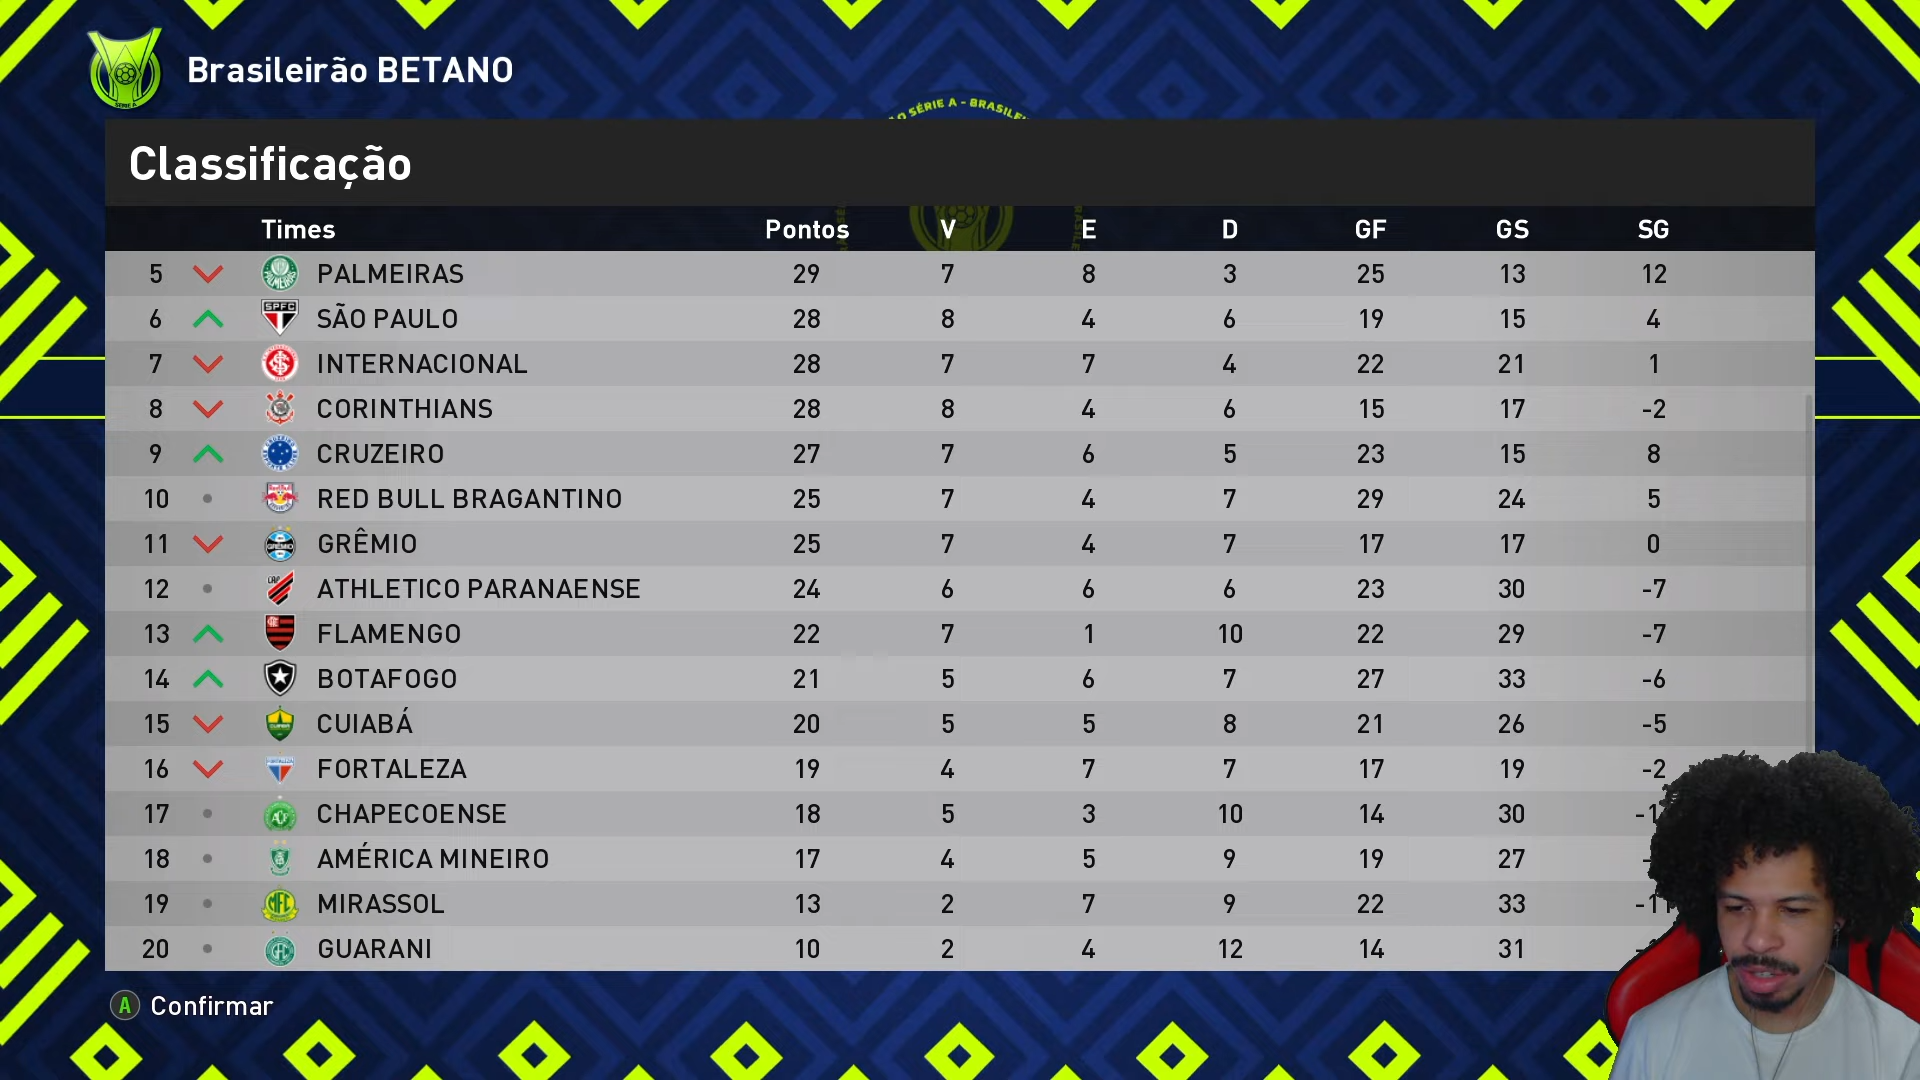 Brasileirão BETANO
O SÉRIE A - BRASILEI
Classificação
Times Pontos V E D GF GS SG
5 PALMEIRAS 29 7 8 3 25 13 12
6 SÃO PAULO 28 8 4 6 19 15 4
7 INTERNACIONAL 28 7 7 4 22 21 1
8 CORINTHIANS 28 8 4 6 15 17 -2
9 CRUZEIRO 27 7 6 5 23 15 8
10 RED BULL BRAGANTINO 25 7 4 7 29 24 5
11 GRÊMIO 25 7 4 7 17 17 0
12 ATHLETICO PARANAENSE 24 6 6 6 23 30 -7
13 FLAMENGO 22 7 1 10 22 29 -7
14 BOTAFOGO 21 5 6 7 27 33 -6
15 CUIABÁ 20 5 5 8 21 26 -5
16 FORTALEZA 19 4 7 7 17 19 -2
17 CHAPECOENSE 18 5 3 10 14 30
18 AMÉRICA MINEIRO 17 4 5 9 19 27
19 MIRASSOL 13 2 7 9 22 33 -11
20 GUARANI 10 2 4 12 14 31
A Confirmar